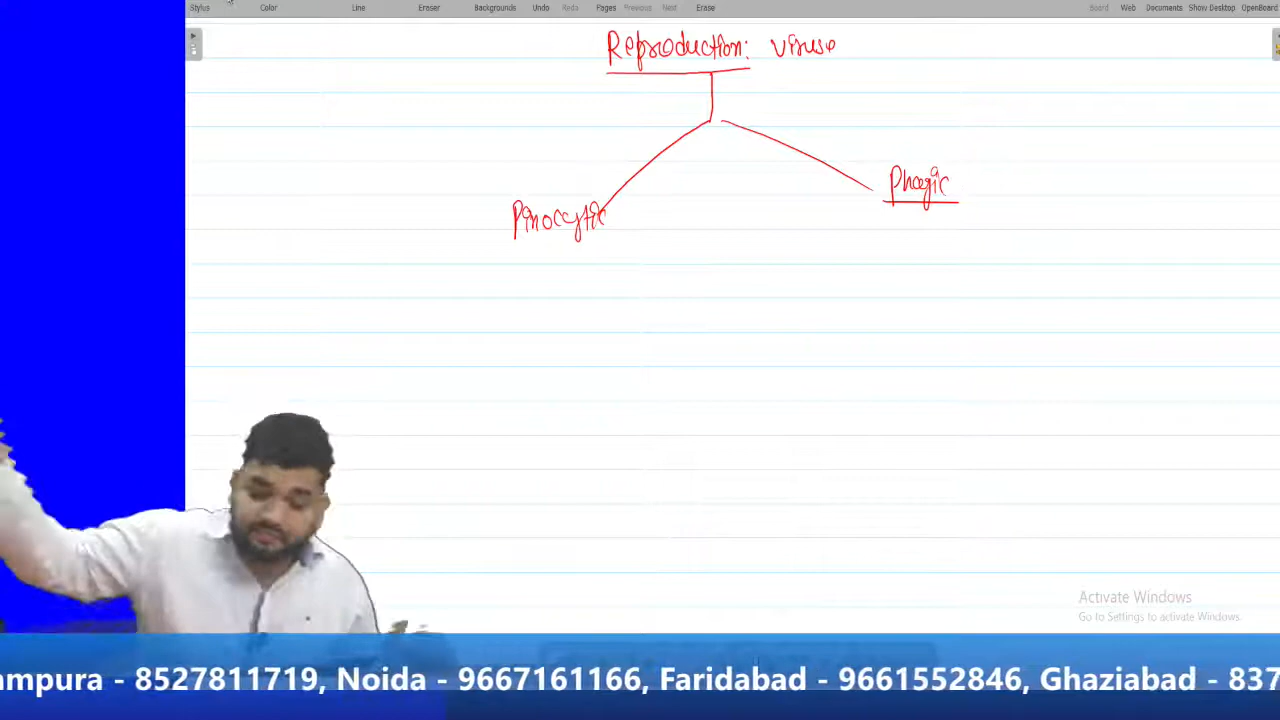 Stylus Color Line Eraser Backgrounds Undo Redo Pages Previous Next Erase Board Web Documents Show Desktop OpenBoard
Reproduction: viruse
Phagic
Pinocytic
Activate Windows
Go to Settings to activate Windows.
ampura - 8527811719, Noida - 9667161166, Faridabad - 9661552846, Ghaziabad - 837